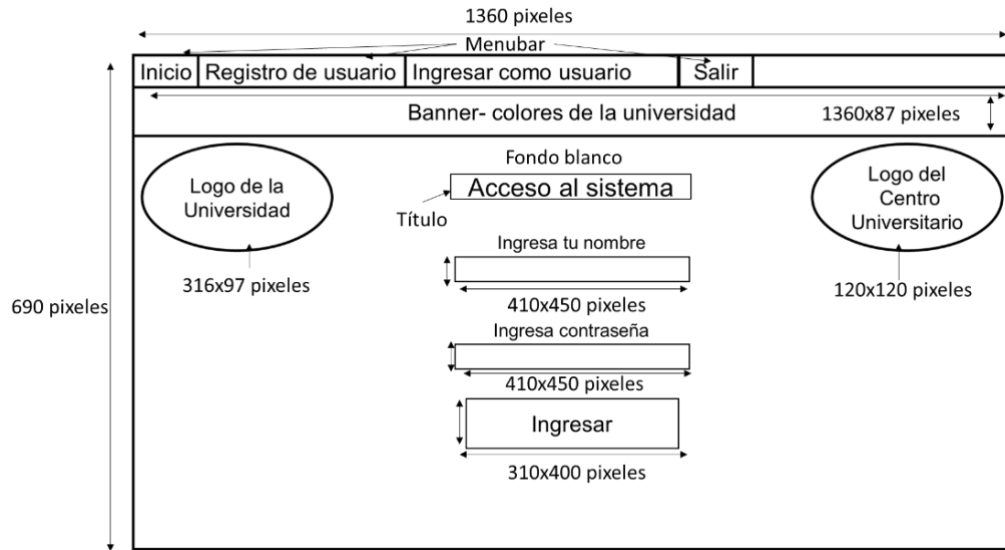 1360 pixeles
Menubar
Inicio
Registro de usuario
Ingresar como usuario
Salir
Banner- colores de la universidad
1360x87 pixeles
Fondo blanco
Logo de la
Universidad
Acceso al sistema
Logo del
Centro
Universitario
Título
Ingresa tu nombre
316x97 pixeles
120x120 pixeles
690 pixeles
410x450 pixeles
Ingresa contraseña
410x450 pixeles
Ingresar
310x400 pixeles